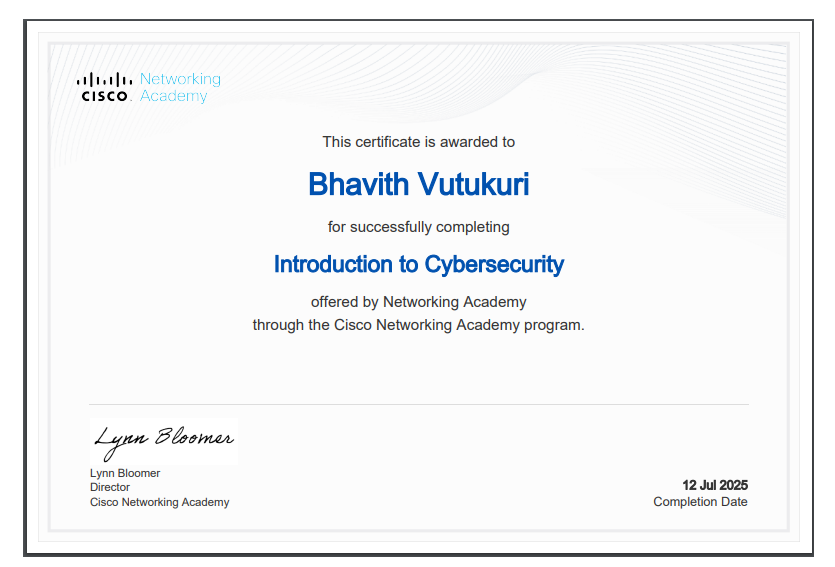 CISCO. Networking Academy
This certificate is awarded to
Bhavith Vutukuri
for successfully completing
Introduction to Cybersecurity
offered by Networking Academy
through the Cisco Networking Academy program.
Lynn Bloomer
Lynn Bloomer
Director
Cisco Networking Academy
12 Jul 2025
Completion Date